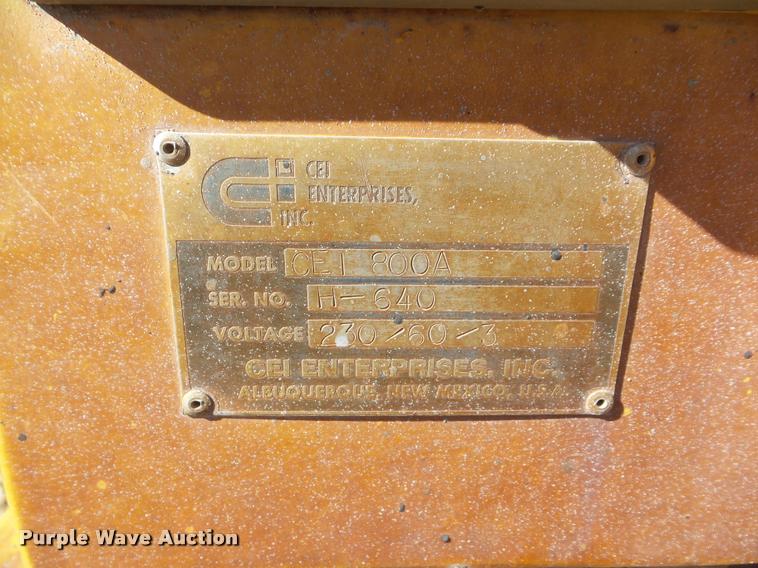 CEI
ENTERPRISES,
INC.
MODEL CEI 800A
SER. NO. H-640
VOLTAGE 230/60/3
CEI ENTERPRISES, INC.
ALBUQUERQUE, NEW MEXICO, U.S.A.
Purple Wave Auction